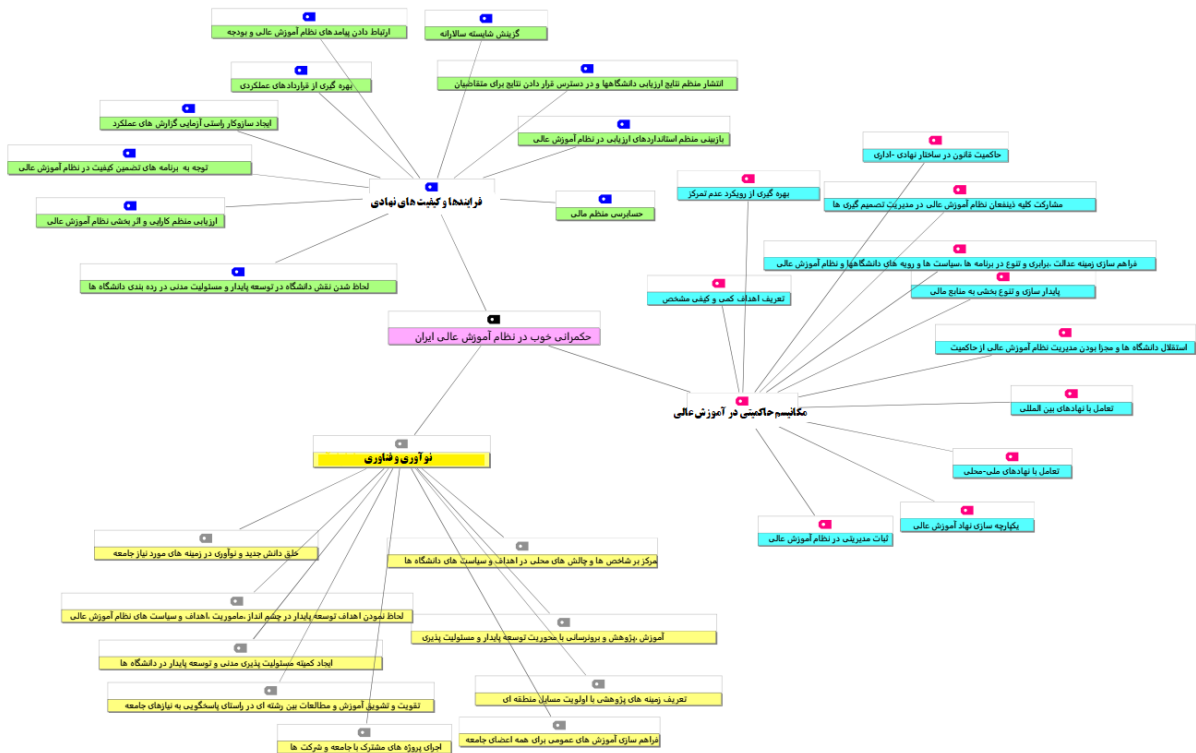 ارتباط دادن پیامدهای نظام آموزش عالی و بودجه
گزینش شایسته سالارانه
بهره گیری از قراردادهای عملکردی
انتشار منظم نتایج ارزیابی دانشگاهها و در دسترس قرار دادن نتایج برای متقاضیان
ایجاد سازوکار راستی آزمایی گزارش های عملکرد
بازبینی منظم استانداردهای ارزیابی در نظام آموزش عالی
توجه به برنامه های تضمین کیفیت در نظام آموزش عالی
فرایندها و کیفیت های نهادی
حسابرسی منظم مالی
ارزیابی منظم کارایی و اثر بخشی نظام آموزش عالی
لحاظ شدن نقش دانشگاه در توسعه پایدار و مسئولیت مدنی در رده بندی دانشگاه ها
حاکمیت قانون در ساختار نهادی -اداری
بهره گیری از رویکرد عدم تمرکز
مشارکت کلیه ذینفعان نظام آموزش عالی در مدیریت تصمیم گیری ها
فراهم سازی زمینه عدالت ،برابری و تنوع در برنامه ها ،سیاست ها و رویه های دانشگاهها و نظام آموزش عالی
تعریف اهداف کمی و کیفی مشخص
پایدار سازی و تنوع بخشی به منابع مالی
حکمرانی خوب در نظام آموزش عالی ایران
استقلال دانشگاه ها و مجزا بودن مدیریت نظام آموزش عالی از حاکمیت
مکانیسم حاکمیتی در آموزش عالی
تعامل با نهادهای بین المللی
تعامل با نهادهای ملی-محلی
یکپارچه سازی نهاد آموزش عالی
ثبات مدیریتی در نظام آموزش عالی
نوآوری و فناوری
خلق دانش جدید و نوآوری در زمینه های مورد نیاز جامعه
مرکز بر شاخص ها و چالش های محلی در اهداف و سیاست های دانشگاه ها
لحاظ نمودن اهداف توسعه پایدار در چشم انداز ،ماموریت ،اهداف و سیاست های نظام آموزش عالی
آموزش ،پژوهش و برونرسانی با محوریت توسعه پایدار و مسئولیت پذیری
ایجاد کمیته مسئولیت پذیری مدنی و توسعه پایدار در دانشگاه ها
تعریف زمینه های پژوهشی با اولویت مسایل منطقه ای
تقویت و تشویق آموزش و مطالعات بین رشته ای در راستای پاسخگویی به نیازهای جامعه
فراهم سازی آموزش های عمومی برای همه اعضای جامعه
اجرای پروژه های مشترک با جامعه و شرکت ها